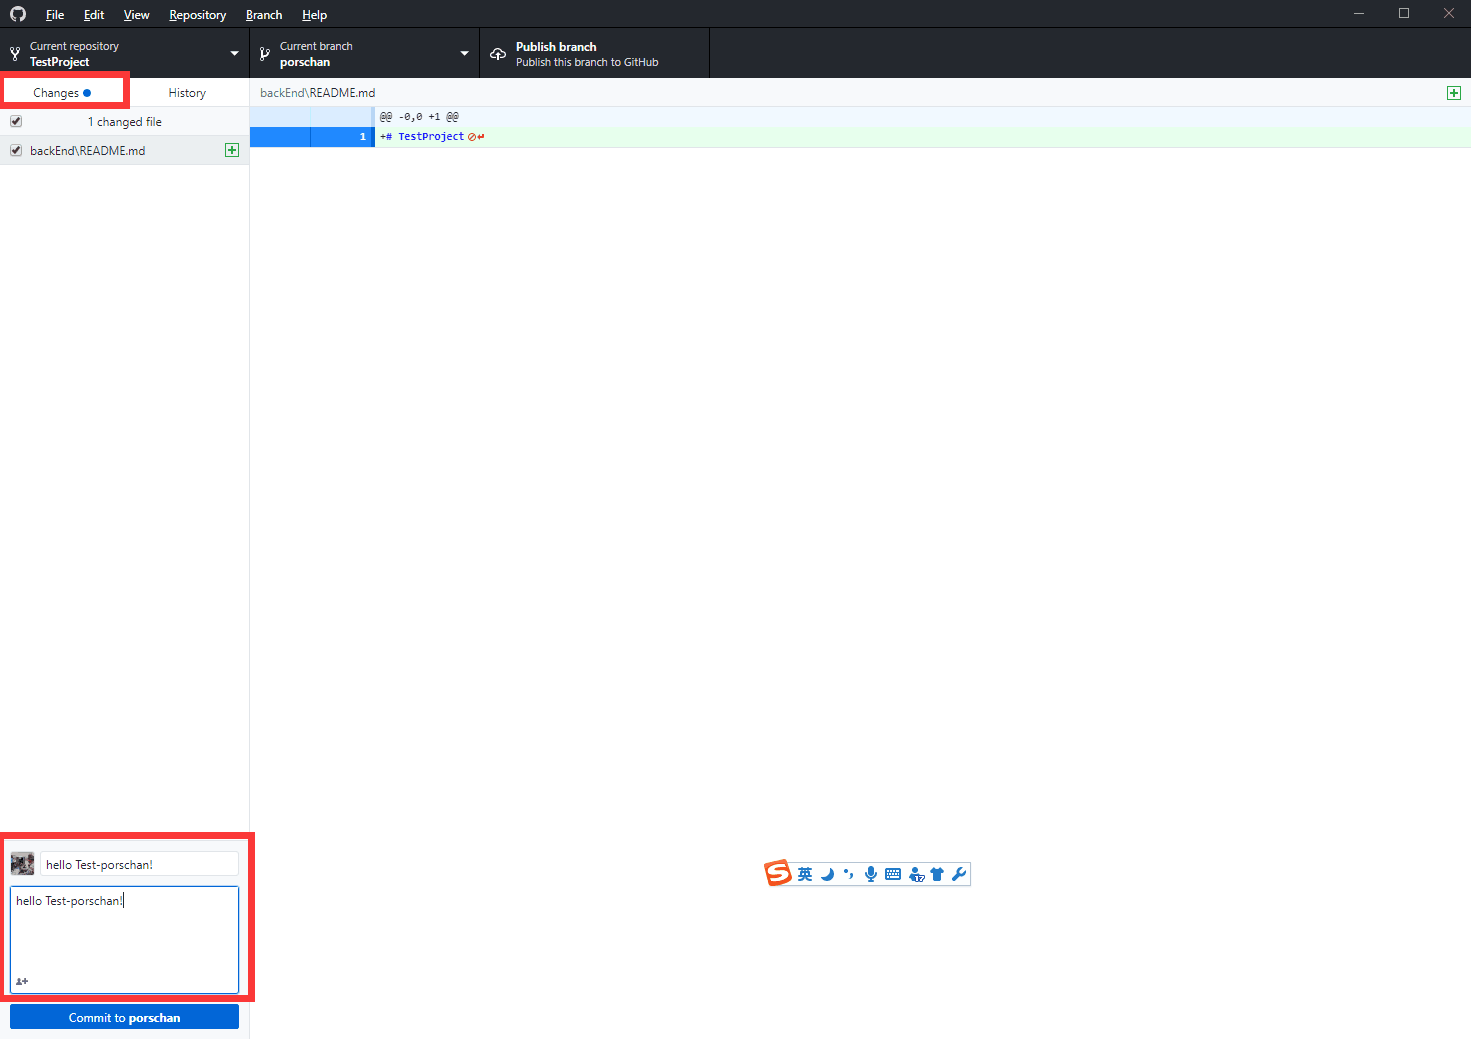 File Edit View Repository Branch Help
Current repository
TestProject
Current branch
porschan
Publish branch
Publish this branch to GitHub
Changes History
backEnd\README.md
1 changed file
backEnd\README.md
@@ -0,0 +1 @@
1 +# TestProject
hello Test-porschan!
hello Test-porschan!
Commit to porschan
英